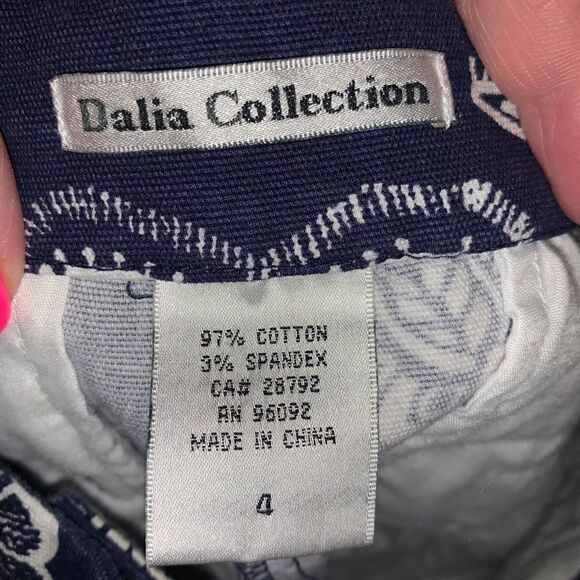 Dalia Collection
97% COTTON
3% SPANDEX
CA# 28792
RN 96092
MADE IN CHINA
4